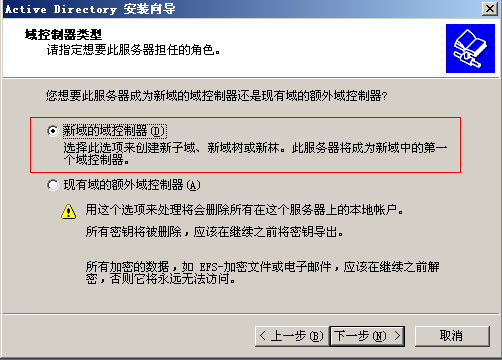 Active Directory 安装向导
域控制器类型
请指定想要此服务器担任的角色。
您想要此服务器成为新域的域控制器还是现有域的额外域控制器?
新域的域控制器(D)
选择此选项来创建新子域、新域树或新林。此服务器将成为新域中的第一
个域控制器。
现有域的额外域控制器(A)
用这个选项来处理将会删除所有在这个服务器上的本地帐户。
所有密钥将被删除，应该在继续之前将密钥导出。
所有加密的数据，如 EFS-加密文件或电子邮件，应该在继续之前解
密，否则它将永远无法访问。
< 上一步(B) 下一步(N) > 取消